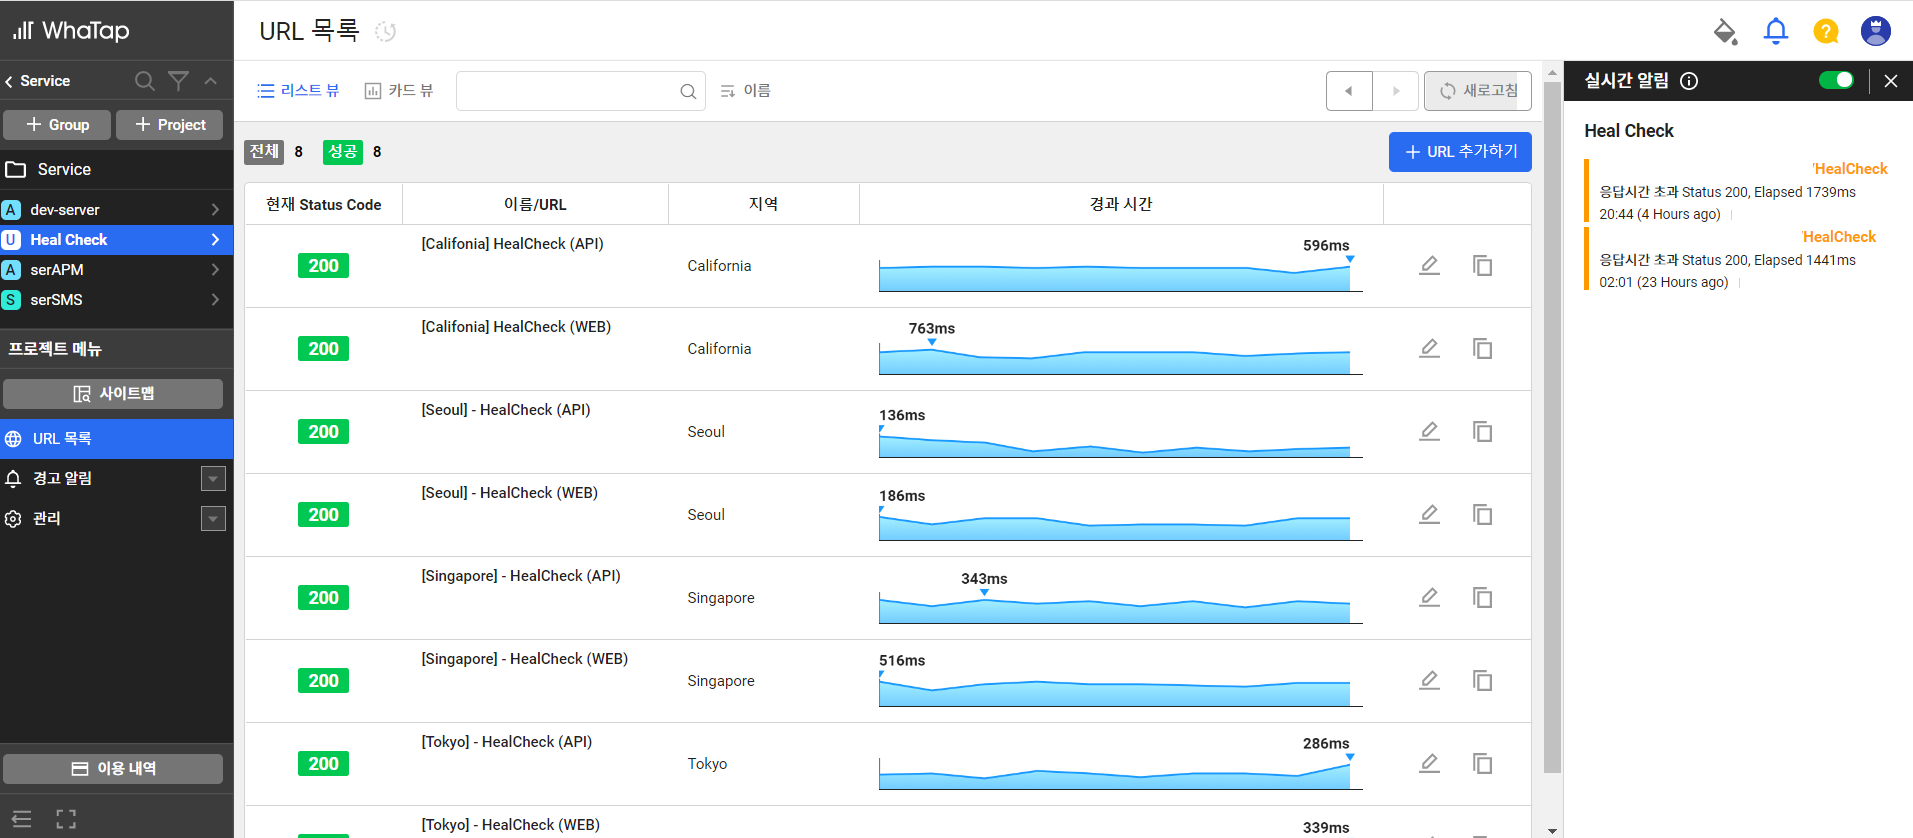 WhaTap
URL 목록
Service
Group
Project
Service
A dev-server
U Heal Check
A serAPM
S serSMS
프로젝트 메뉴
사이트맵
URL 목록
경고 알림
관리
이용 내역
리스트 뷰
카드 뷰
이름
새로고침
전체 8 성공 8
URL 추가하기
현재 Status Code 이름/URL 지역 경과 시간
[Califonia] HealCheck (API)
596ms
200 California
[Califonia] HealCheck (WEB)
763ms
200 California
[Seoul] - HealCheck (API)
136ms
200 Seoul
[Seoul] - HealCheck (WEB)
186ms
200 Seoul
[Singapore] - HealCheck (API)
343ms
200 Singapore
[Singapore] - HealCheck (WEB)
516ms
200 Singapore
[Tokyo] - HealCheck (API)
286ms
200 Tokyo
[Tokyo] - HealCheck (WEB)
339ms
실시간 알림
Heal Check
'HealCheck
응답시간 초과 Status 200, Elapsed 1739ms
20:44 (4 Hours ago)
'HealCheck
응답시간 초과 Status 200, Elapsed 1441ms
02:01 (23 Hours ago)